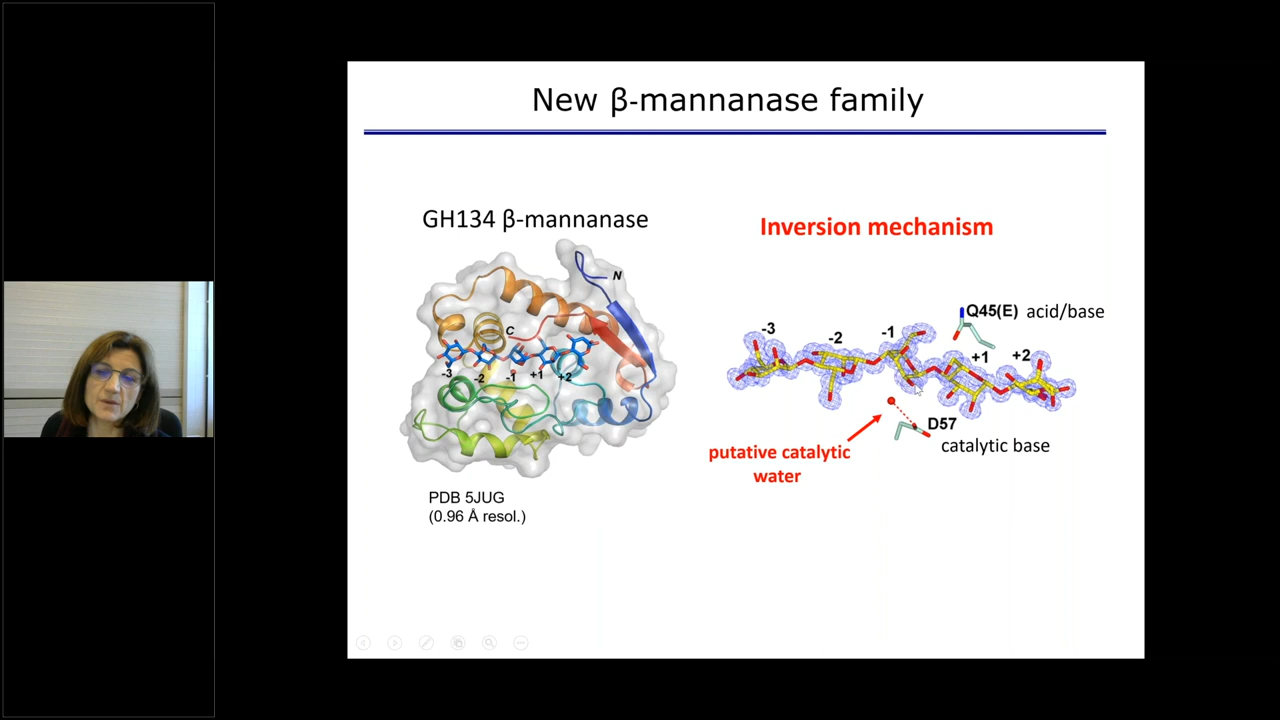 New β-mannanase family
GH134 β-mannanase
N
C
-3
-2
-1
+1
+2
PDB 5JUG
(0.96 Å resol.)
Inversion mechanism
Q45(E) acid/base
-3
-2
-1
+1
+2
D57
catalytic base
putative catalytic
water